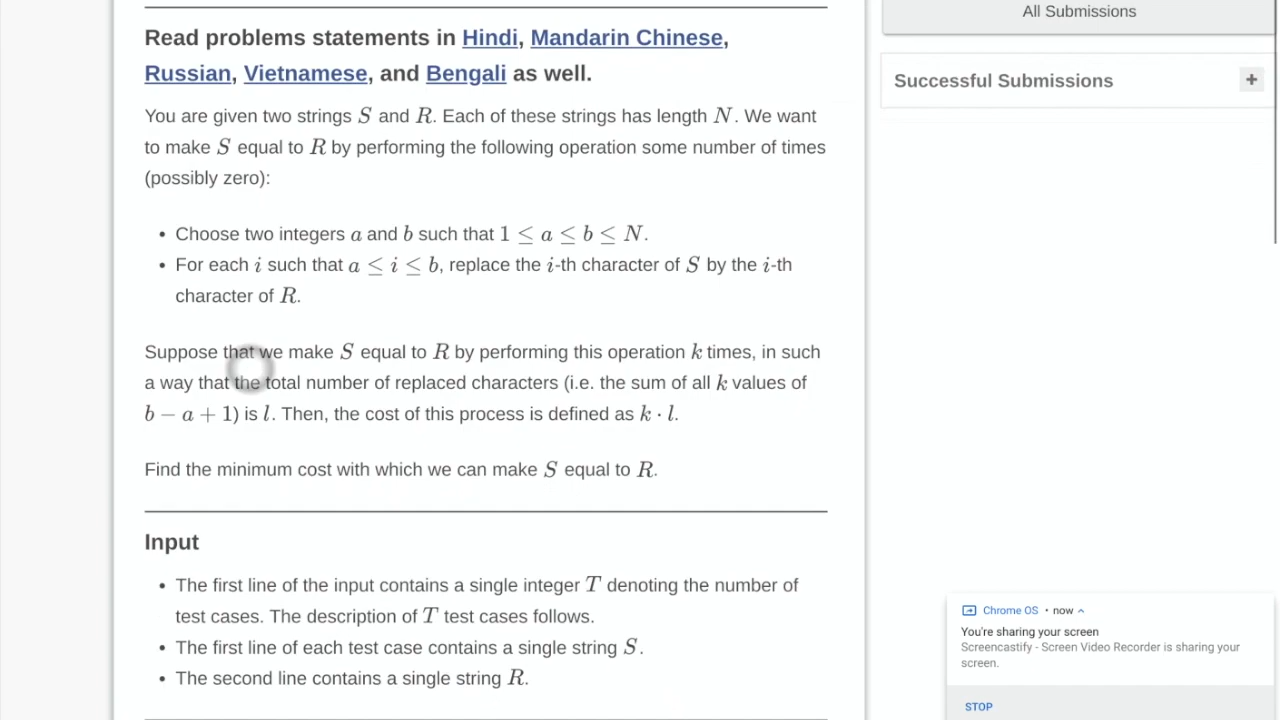 All Submissions
Read problems statements in Hindi, Mandarin Chinese,
Russian, Vietnamese, and Bengali as well.
Successful Submissions +
You are given two strings S and R. Each of these strings has length N. We want
to make S equal to R by performing the following operation some number of times
(possibly zero):
• Choose two integers a and b such that 1 ≤ a ≤ b ≤ N.
• For each i such that a ≤ i ≤ b, replace the i-th character of S by the i-th
character of R.
Suppose that we make S equal to R by performing this operation k times, in such
a way that the total number of replaced characters (i.e. the sum of all k values of
b − a + 1) is l. Then, the cost of this process is defined as k · l.
Find the minimum cost with which we can make S equal to R.
Input
• The first line of the input contains a single integer T denoting the number of
test cases. The description of T test cases follows.
• The first line of each test case contains a single string S.
• The second line contains a single string R.
Chrome OS • now
You're sharing your screen
Screencastify - Screen Video Recorder is sharing your
screen.
STOP